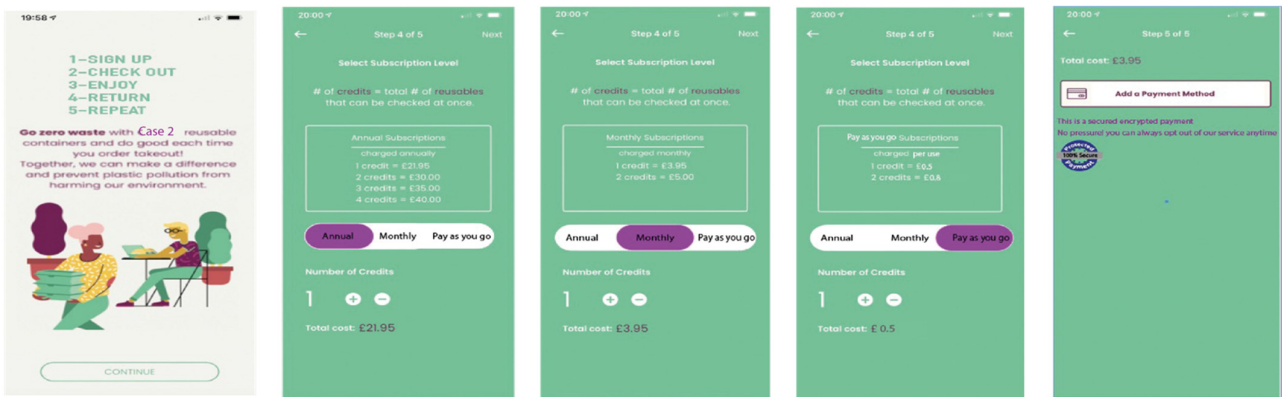 19:58
1-SIGN UP
2-CHECK OUT
3-ENJOY
4-RETURN
5-REPEAT
Go zero waste with Case 2 reusable
containers and do good each time
you order takeout!
Together, we can make a difference
and prevent plastic pollution from
harming our environment.
CONTINUE
20:00
Step 4 of 5 Next
Select Subscription Level
# of credits = total # of reusables
that can be checked at once.
Annual Subscriptions
charged annually
1 credit = £21.95
2 credits = £30.00
3 credits = £35.00
4 credits = £40.00
Annual Monthly Pay as you go
Number of Credits
1
Total cost: £21.95
20:00
Step 4 of 5 Next
Select Subscription Level
# of credits = total # of reusables
that can be checked at once.
Monthly Subscriptions
charged monthly
1 credit = £3.95
2 credits = £5.00
Annual Monthly Pay as you go
Number of Credits
1
Total cost: £3.95
20:00
Step 4 of 5 Next
Select Subscription Level
# of credits = total # of reusables
that can be checked at once.
Pay as you go Subscriptions
charged per use
1 credit = £0.5
2 credits = £0.8
Annual Monthly Pay as you go
Number of Credits
1
Total cost: £ 0.5
20:00
Step 5 of 5
Total cost: £3.95
Add a Payment Method
This is a secured encrypted payment
No pressure/ you can always opt out of our service anytime
Protected
100% Secure
Payment